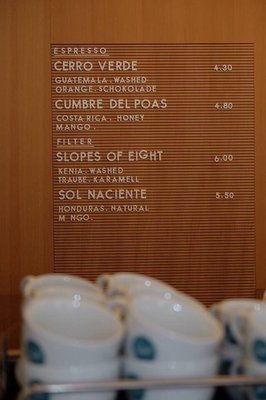 ESPRESSO
CERRO VERDE 4.30
GUATEMALA. WASHED
ORANGE. SCHOKOLADE
CUMBRE DEL POAS 4.80
COSTA RICA. HONEY
MANGO.
FILTER
SLOPES OF EIGHT 6.00
KENIA. WASHED
TRAUBE. KARAMELL
SOL NACIENTE 5.50
HONDURAS. NATURAL
M NGO.